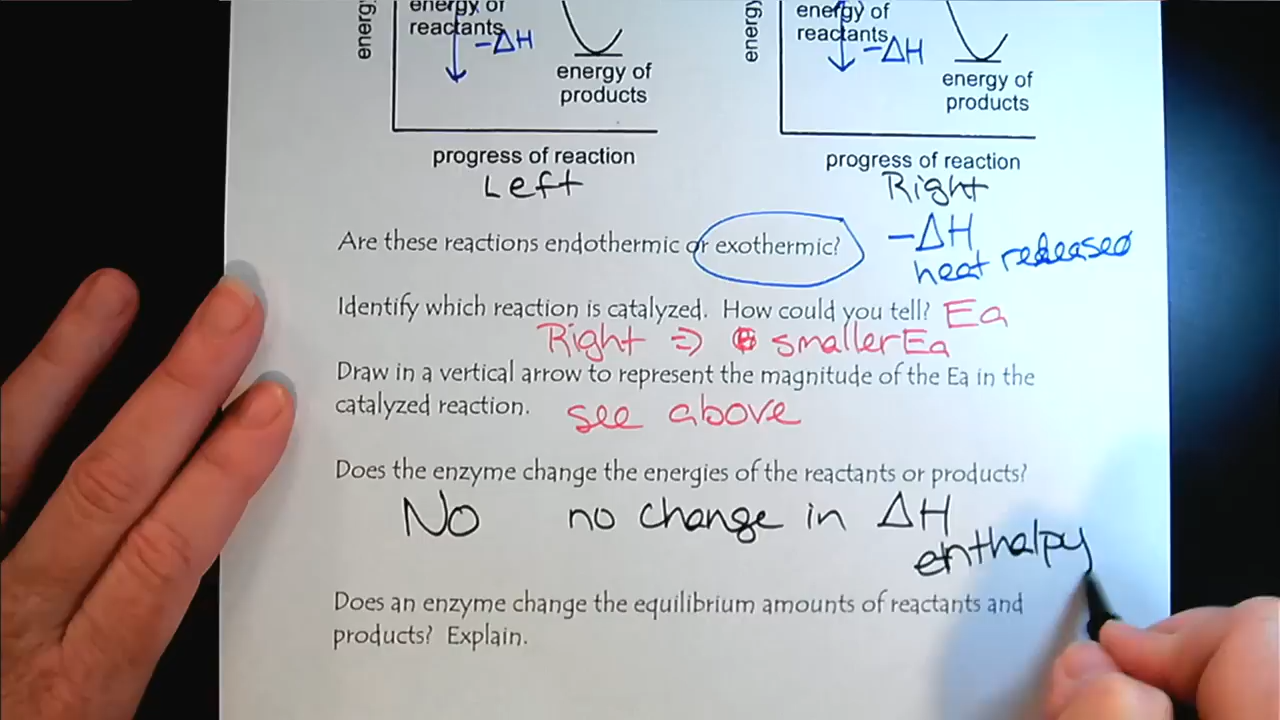 energy of
reactants
-ΔH
energy
energy of
products
progress of reaction
Left
energy of
reactants
-ΔH
energy
energy of
products
progress of reaction
Right
Are these reactions endothermic or exothermic? -ΔH
heat released
Identify which reaction is catalyzed. How could you tell? Ea
Right => smaller Ea
Draw in a vertical arrow to represent the magnitude of the Ea in the
catalyzed reaction. see above
Does the enzyme change the energies of the reactants or products?
No no change in ΔH
enthalpy
Does an enzyme change the equilibrium amounts of reactants and
products? Explain.